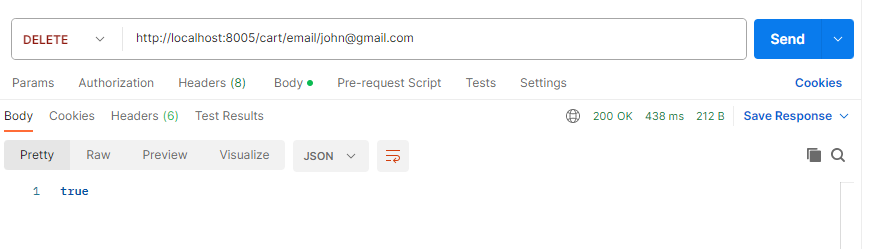 DELETE http://localhost:8005/cart/email/john@gmail.com Send
Params Authorization Headers (8) Body Pre-request Script Tests Settings Cookies
Body Cookies Headers (6) Test Results 200 OK 438 ms 212 B Save Response
Pretty Raw Preview Visualize JSON
1 true